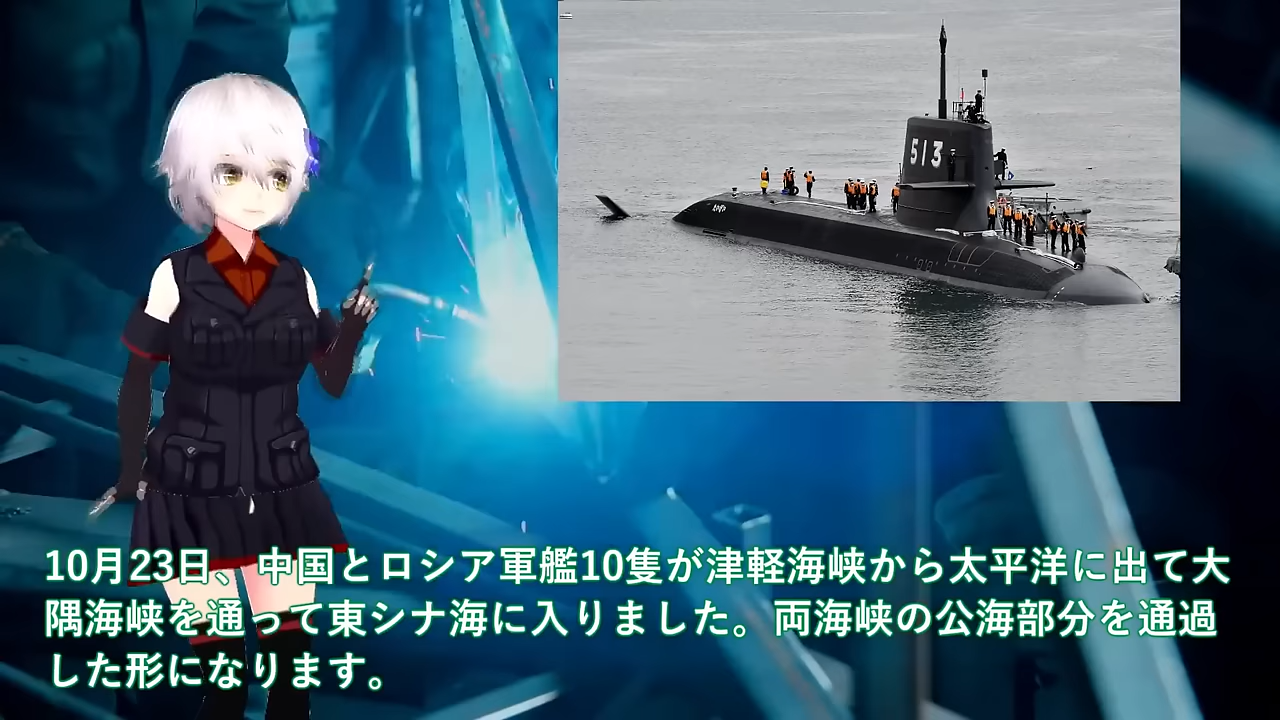 513
10月23日、中国とロシア軍艦10隻が津軽海峡から太平洋に出て大
隅海峡を通って東シナ海に入りました。両海峡の公海部分を通過
した形になります。